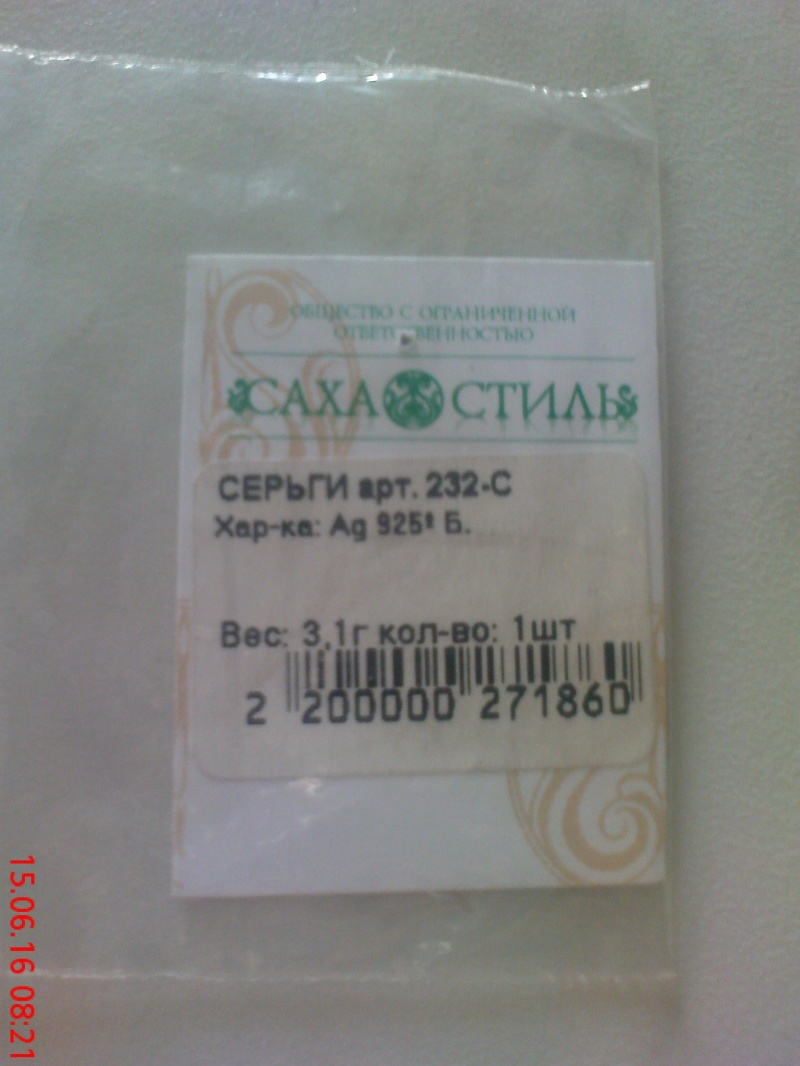 ОБЩЕСТВО С ОГРАНИЧЕННОЙ
ОТВЕТСТВЕННОСТЬЮ
САХА СТИЛЬ
СЕРЬГИ арт. 232-С
Хар-ка: Ag 925° Б.
Вес: 3,1г кол-во: 1шт
2 200000 271860
15.06.16 08:21